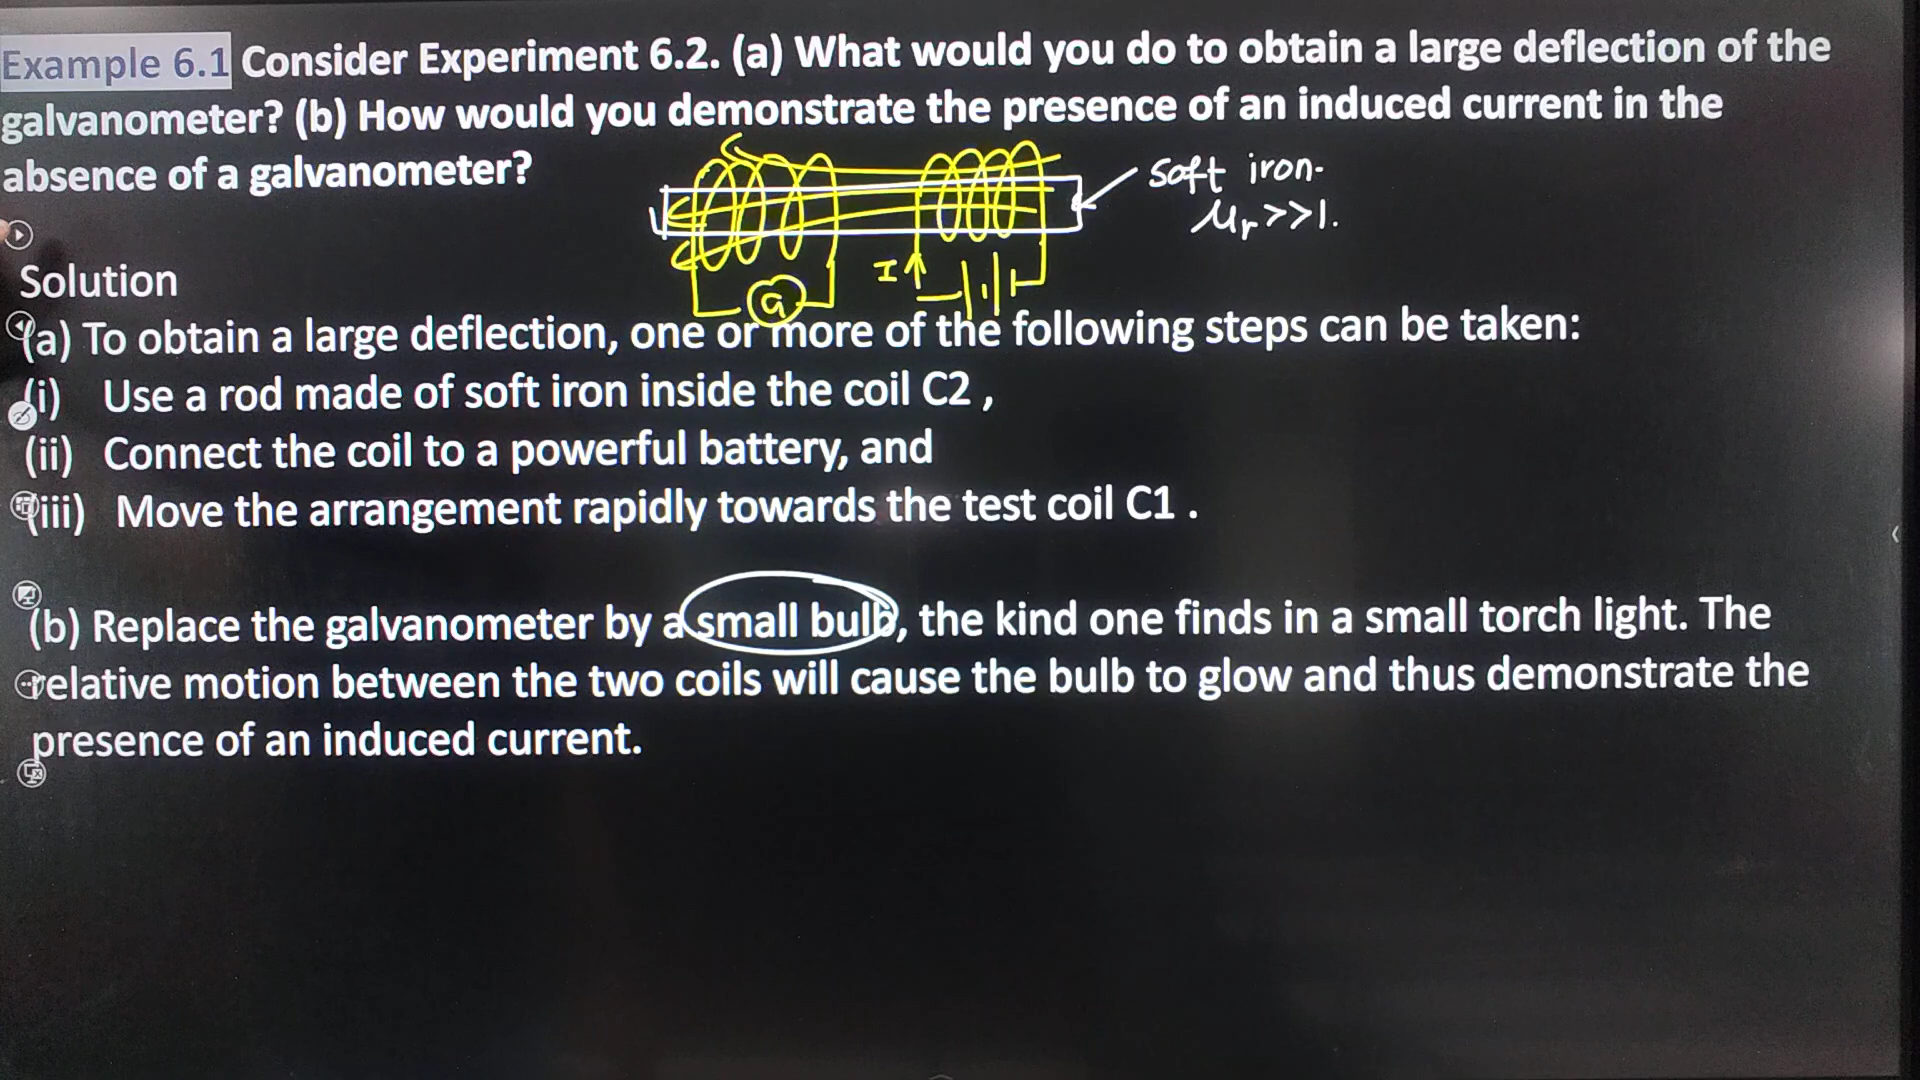 Example 6.1 Consider Experiment 6.2. (a) What would you do to obtain a large deflection of the
galvanometer? (b) How would you demonstrate the presence of an induced current in the
absence of a galvanometer?
soft iron.
μr >>1.
I
G
Solution
(a) To obtain a large deflection, one or more of the following steps can be taken:
(i) Use a rod made of soft iron inside the coil C2 ,
(ii) Connect the coil to a powerful battery, and
(iii) Move the arrangement rapidly towards the test coil C1 .
(b) Replace the galvanometer by a small bulb, the kind one finds in a small torch light. The
relative motion between the two coils will cause the bulb to glow and thus demonstrate the
presence of an induced current.